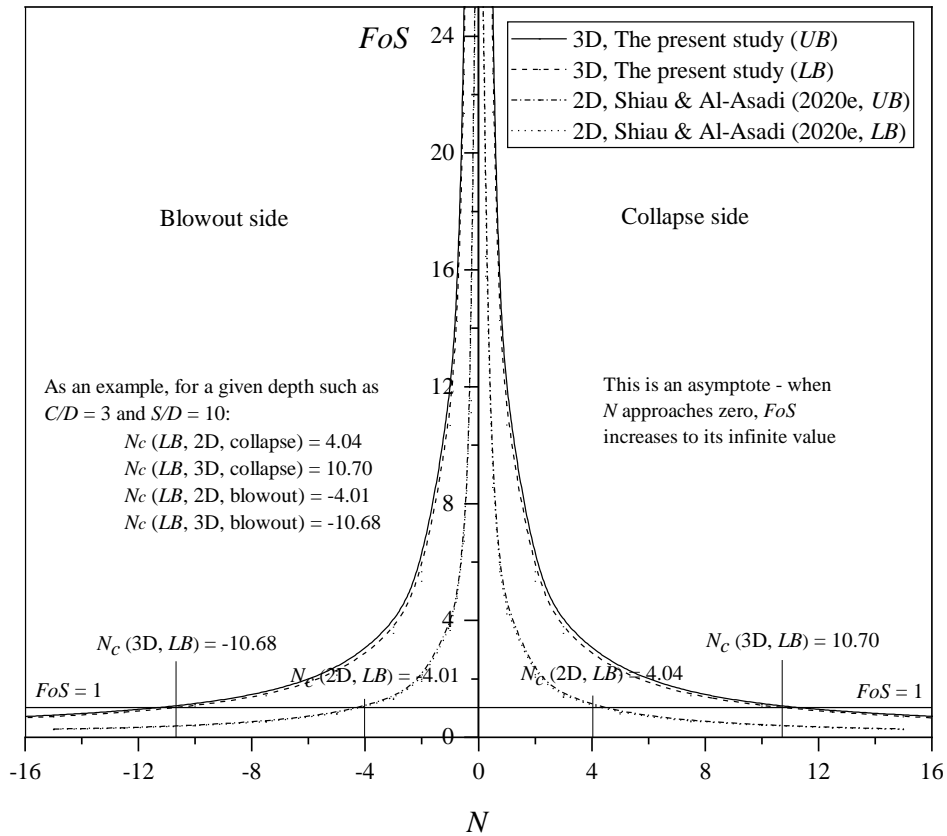 FoS
24
20
16
12
8
4
0
3D, The present study (UB)
3D, The present study (LB)
2D, Shiau & Al-Asadi (2020e, UB)
2D, Shiau & Al-Asadi (2020e, LB)
Blowout side
Collapse side
As an example, for a given depth such as
C/D = 3 and S/D = 10:
Nc (LB, 2D, collapse) = 4.04
Nc (LB, 3D, collapse) = 10.70
Nc (LB, 2D, blowout) = -4.01
Nc (LB, 3D, blowout) = -10.68
This is an asymptote - when
N approaches zero, FoS
increases to its infinite value
NC (3D, LB) = -10.68
NC (2D, LB) = -4.01
NC (2D, LB) = 4.04
NC (3D, LB) = 10.70
FoS = 1
FoS = 1
-16 -12 -8 -4 0 4 8 12 16
N